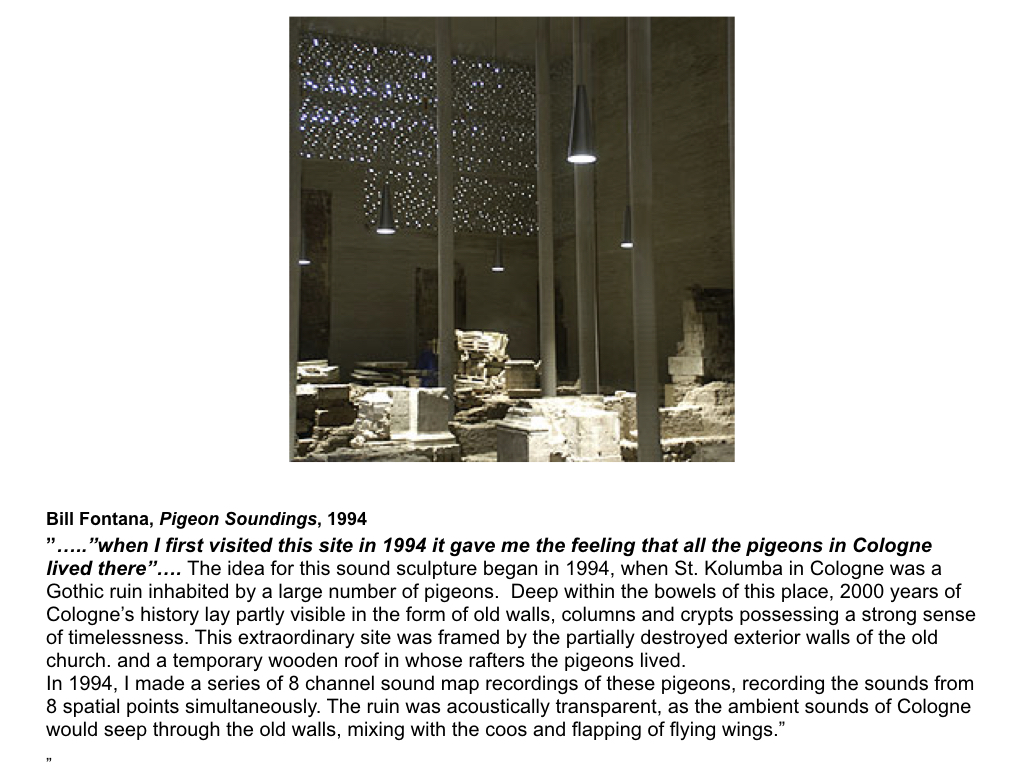 Bill Fontana, Pigeon Soundings, 1994
”…..”when I first visited this site in 1994 it gave me the feeling that all the pigeons in Cologne
lived there”…. The idea for this sound sculpture began in 1994, when St. Kolumba in Cologne was a
Gothic ruin inhabited by a large number of pigeons.  Deep within the bowels of this place, 2000 years of
Cologne’s history lay partly visible in the form of old walls, columns and crypts possessing a strong sense
of timelessness. This extraordinary site was framed by the partially destroyed exterior walls of the old
church. and a temporary wooden roof in whose rafters the pigeons lived.
In 1994, I made a series of 8 channel sound map recordings of these pigeons, recording the sounds from
8 spatial points simultaneously. The ruin was acoustically transparent, as the ambient sounds of Cologne
would seep through the old walls, mixing with the coos and flapping of flying wings.”
”